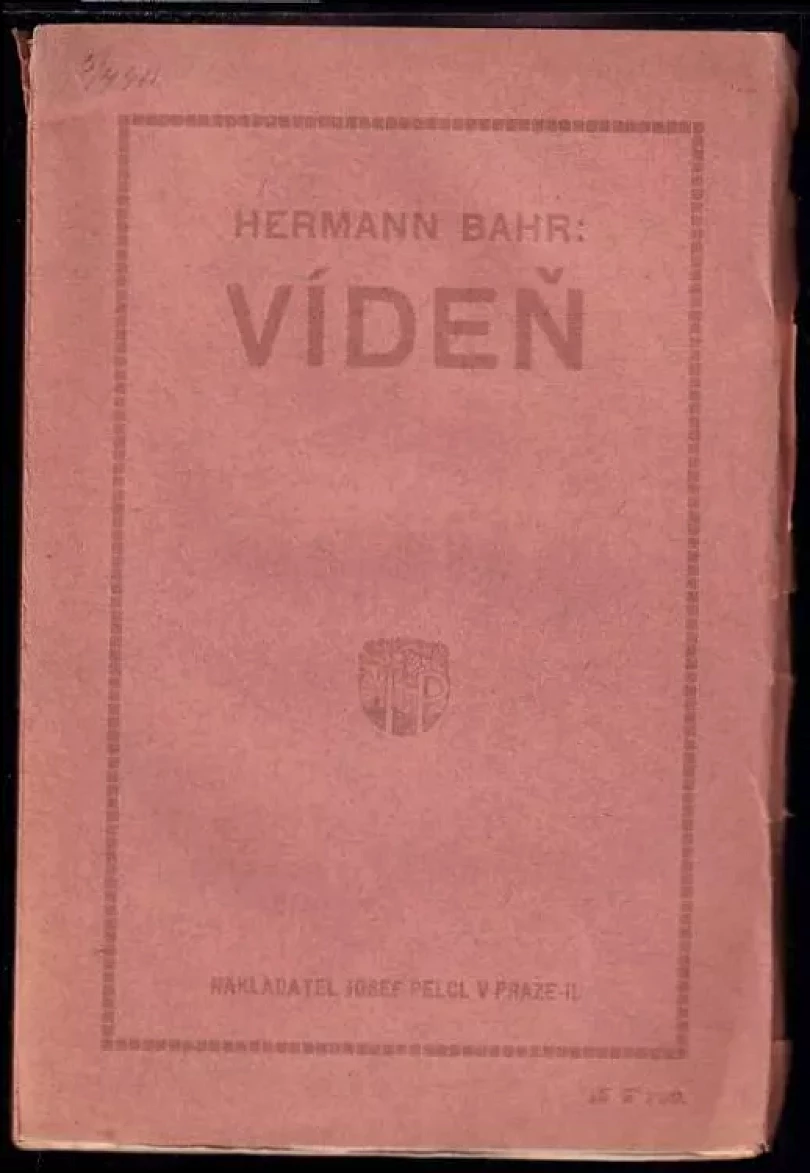 HERMANN BAHR:
VÍDEŇ
NAKLADATEL JOSEF PELCL V PRAZE-II.